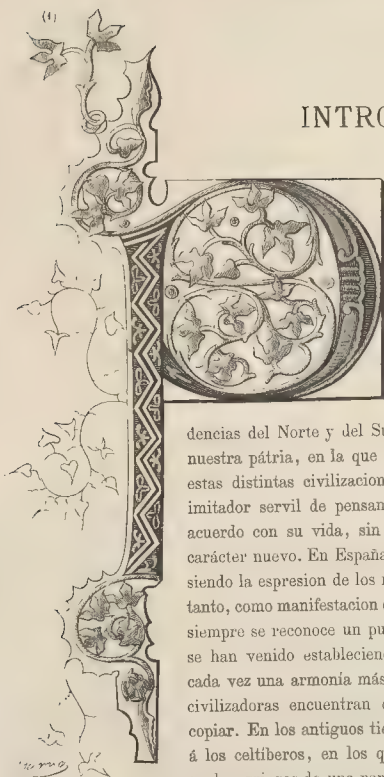 (1)
INTRO
dencias del Norte y del Su
nuestra pátria, en la que
estas distintas civilizacion
imitador servil de pensam
acuerdo con su vida, sin
carácter nuevo. En España
siendo la espresion de los
tanto, como manifestacion
siempre se reconoce un pu
se han venido estableciend
cada vez una armonía más
civilizadoras encuentran
copiar. En los antiguos tie
á los celtíberos, en los q